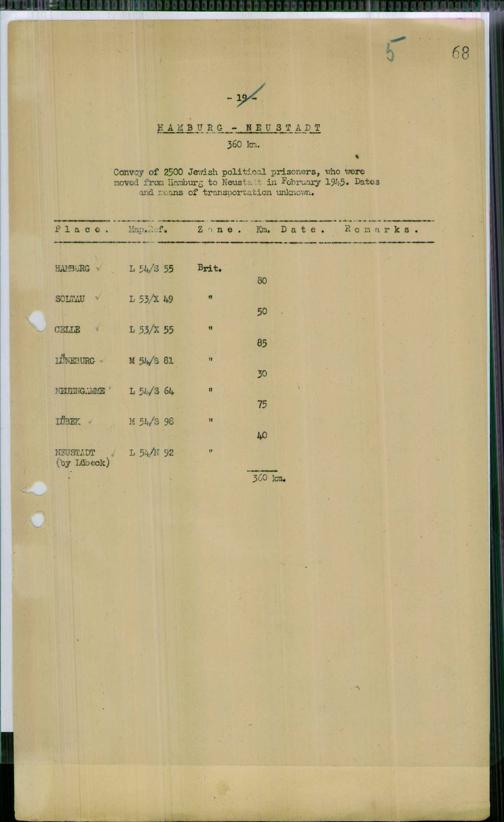 5 68
- 19 -
HAMBURG - NEUSTADT
360 km.
Convoy of 2500 Jewish political prisoners, who were
moved from Hamburg to Neustadt in February 1945. Dates
and means of transportation unknown.
Place. Map.Ref. Zone. Km. Date. Remarks.
HAMBURG ✓ L 54/S 55 Brit.
80
SOLTAU ✓ L 53/X 49 "
50
CELLE ✓ L 53/X 55 "
85
LÜNEBURG M 54/S 81 "
30
NEUENGAMME L 54/S 64 "
75
LÜBEK ✓ M 54/S 98 "
40
NEUSTADT ✓ L 54/N 92 "
(by Lübeck)
360 km.